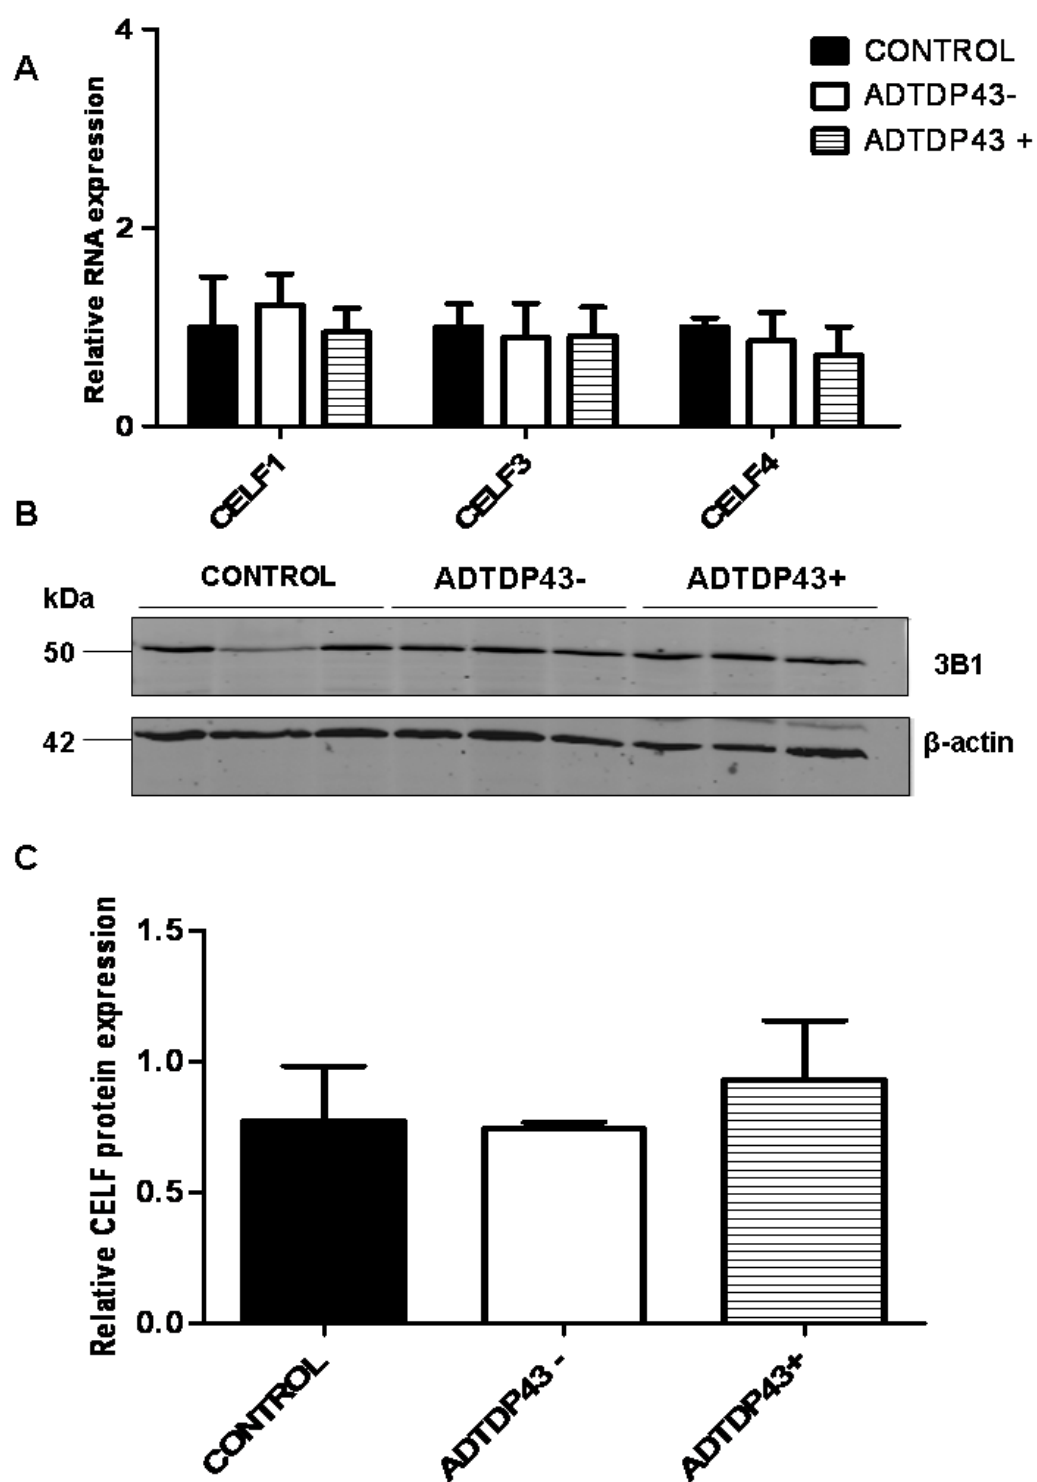 A
4
2
0
Relative RNA expression
CONTROL
ADTDP43-
ADTDP43 +
CELF1
CELF3
CELF4
B
CONTROL
ADTDP43-
ADTDP43+
kDa
50
3B1
42
β-actin
C
1.5
1.0
0.5
0.0
Relative CELF protein expression
CONTROL
ADTDP43 -
ADTDP43+